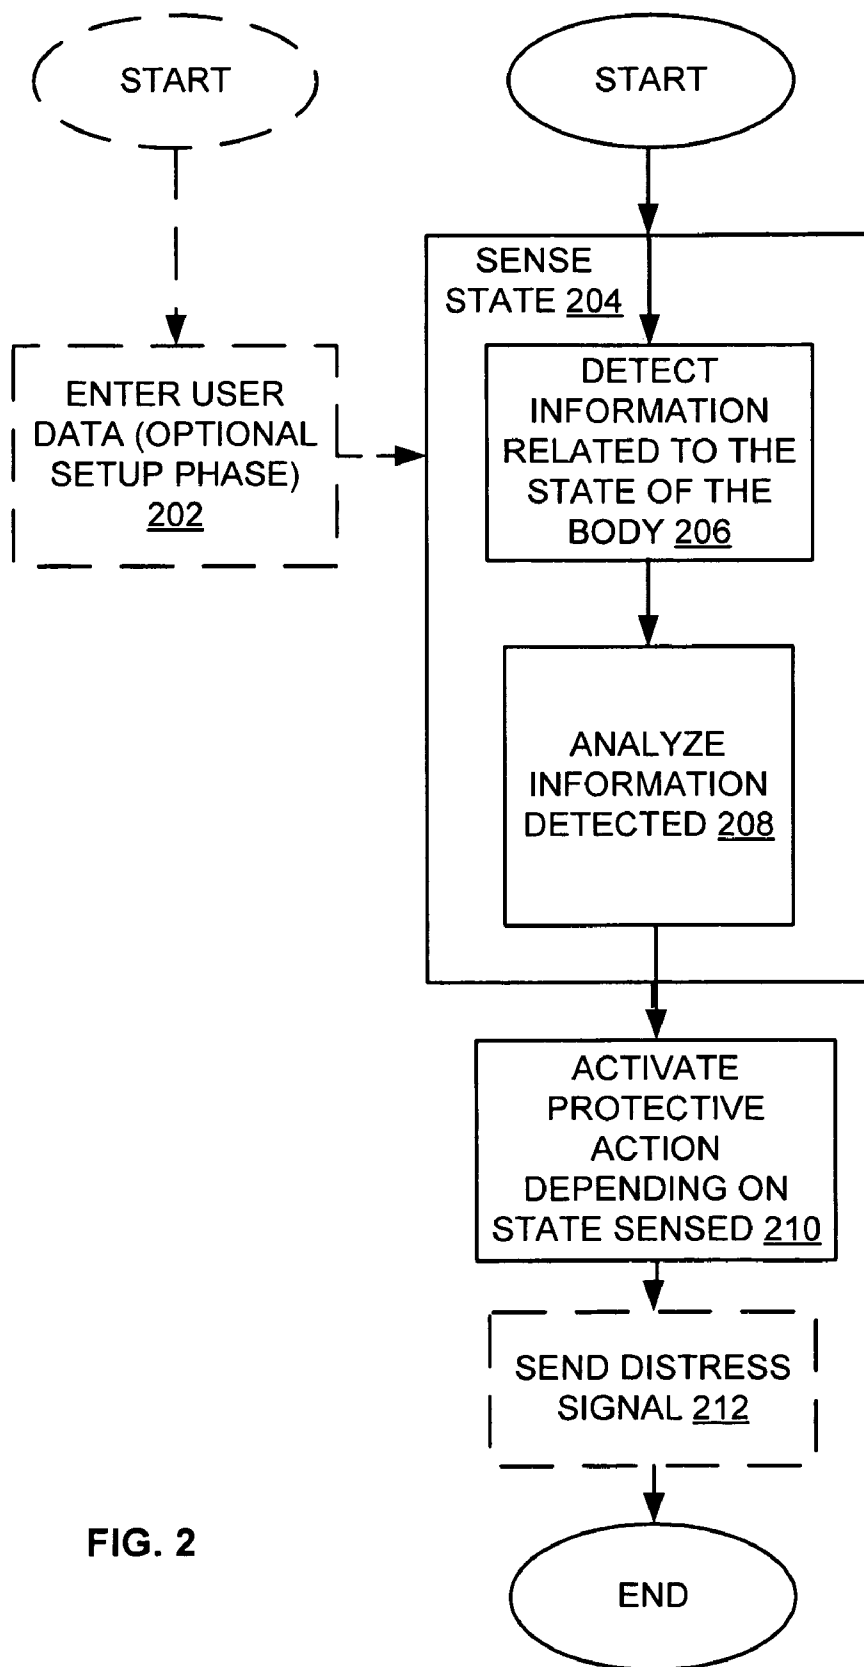 START
START
SENSE
STATE 204
ENTER USER
DATA (OPTIONAL
SETUP PHASE)
202
DETECT
INFORMATION
RELATED TO THE
STATE OF THE
BODY 206
ANALYZE
INFORMATION
DETECTED 208
ACTIVATE
PROTECTIVE
ACTION
DEPENDING ON
STATE SENSED 210
SEND DISTRESS
SIGNAL 212
FIG. 2
END